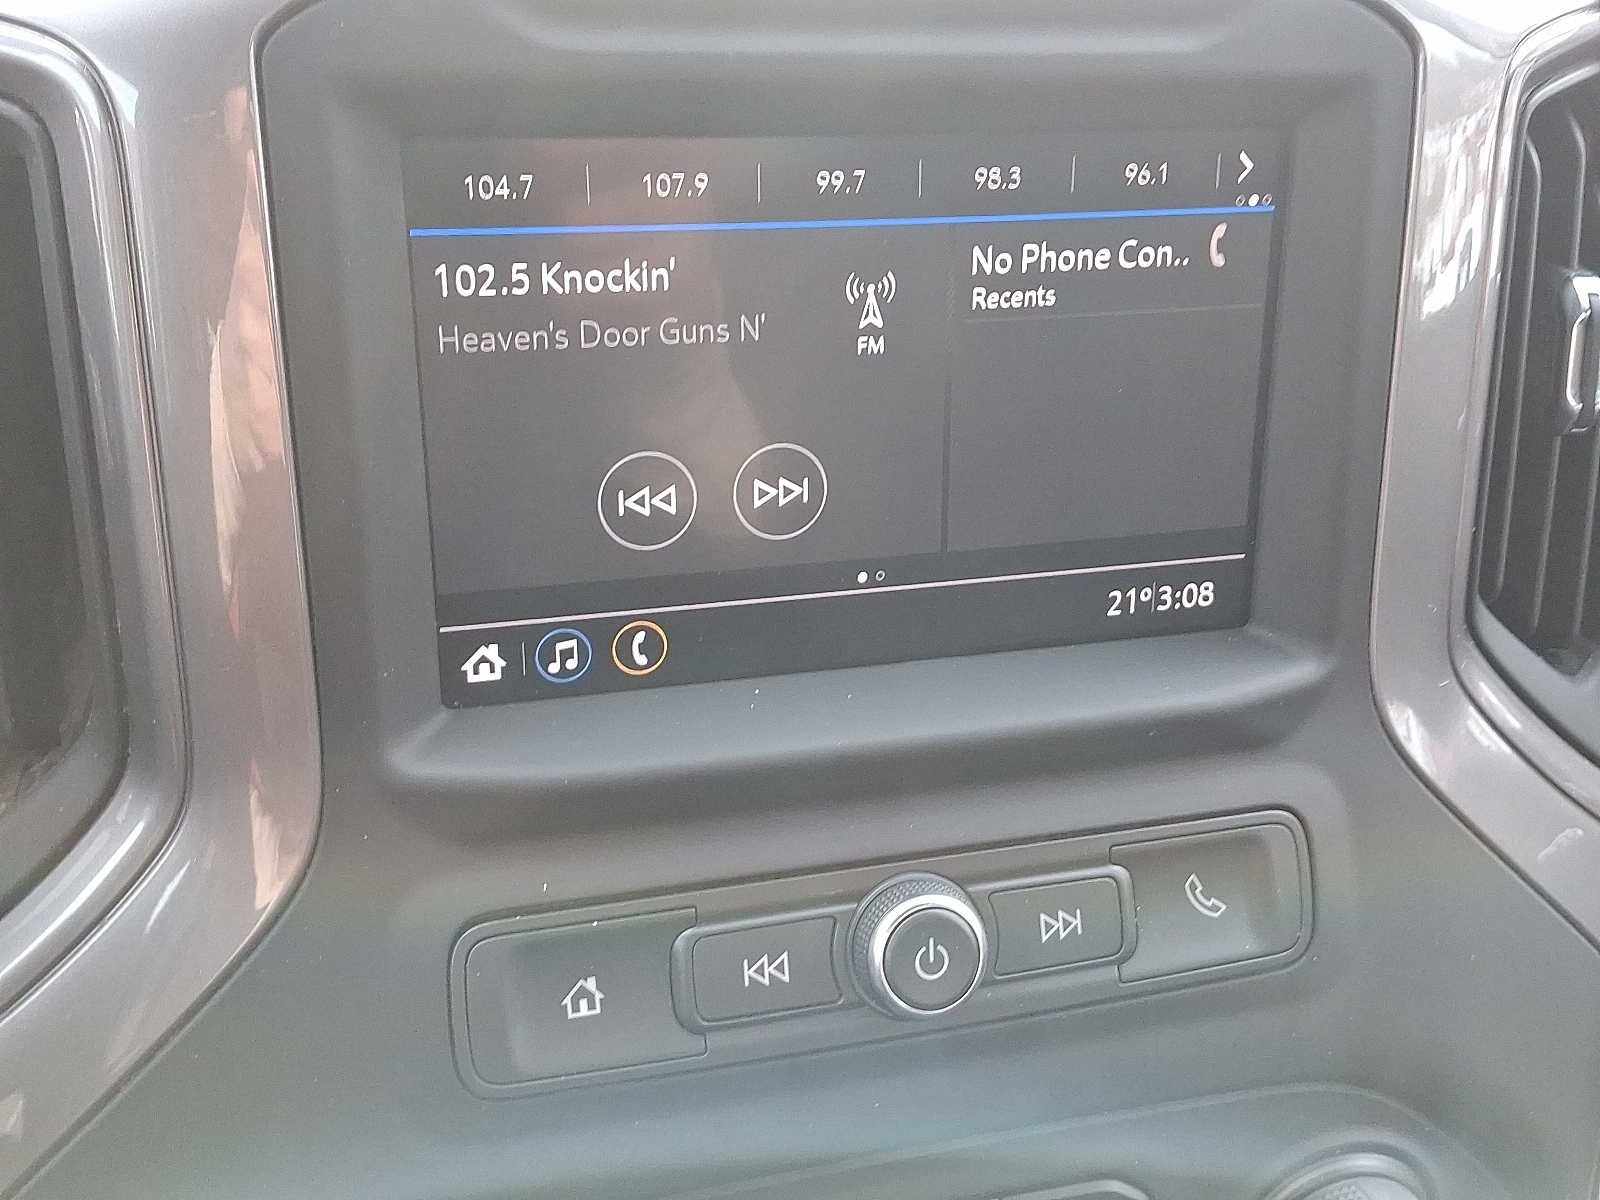 104.7 107.9 99.7 98.3 96.1
102.5 Knockin'
Heaven's Door Guns N'
FM
No Phone Con..
Recents
21° 3:08